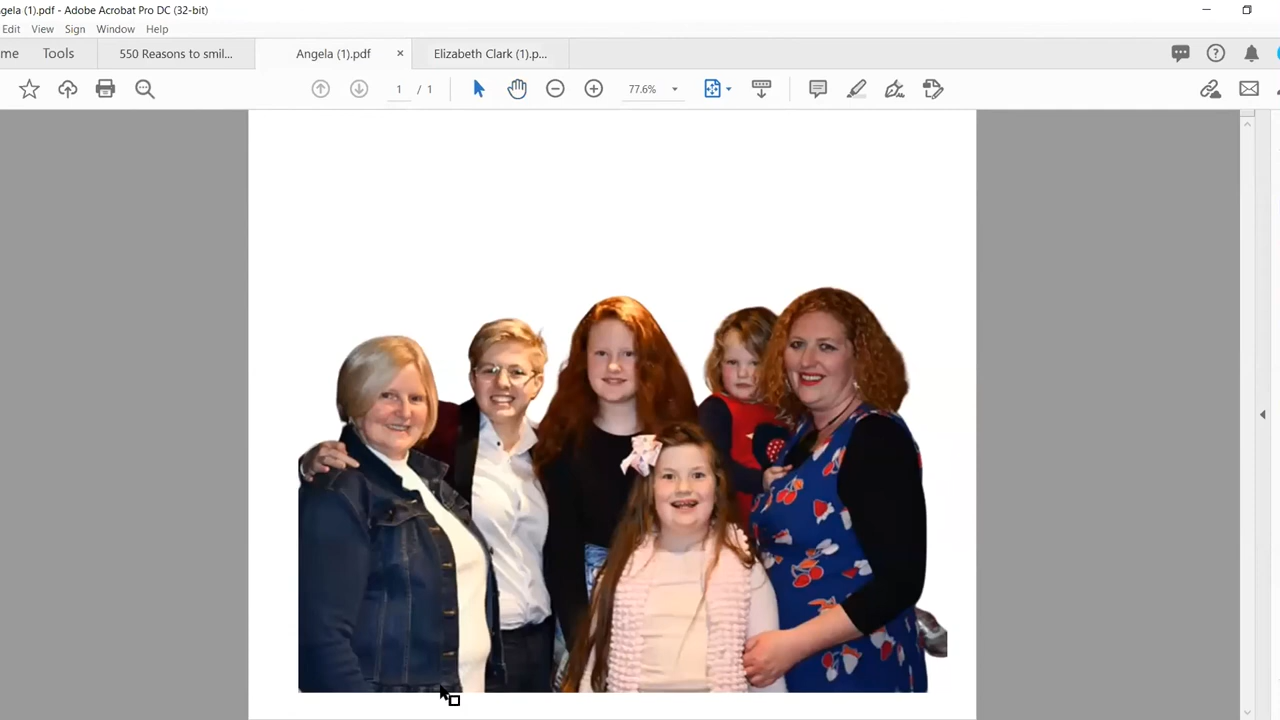 ngela (1).pdf - Adobe Acrobat Pro DC (32-bit)
Edit View Sign Window Help
me Tools 550 Reasons to smil... Angela (1).pdf × Elizabeth Clark (1).p...
1 / 1 77.6%